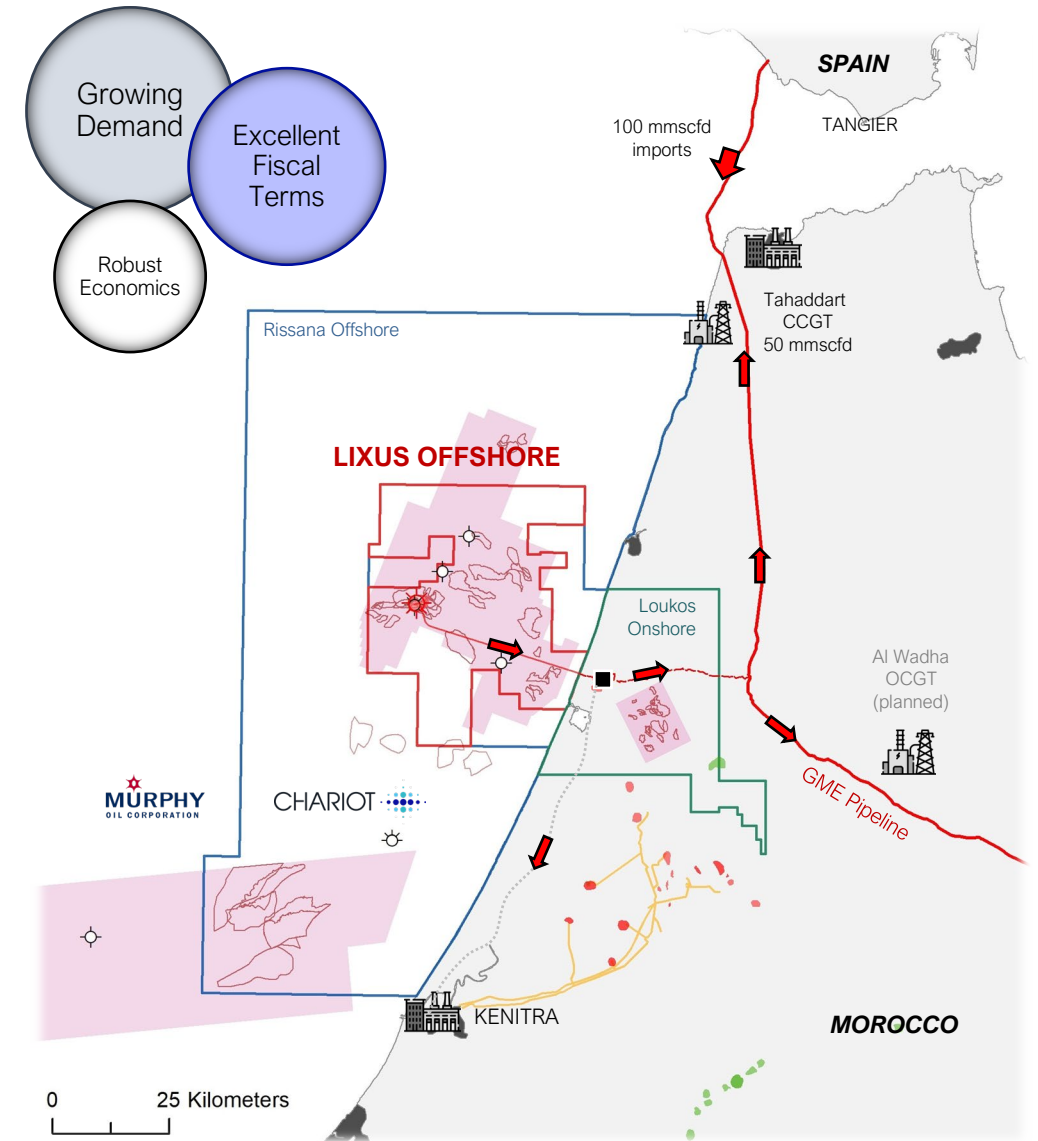 Growing
Demand
Excellent
Fiscal
Terms
Robust
Economics
SPAIN
TANGIER
100 mmscfd
imports
Tahaddart
CCGT
50 mmscfd
Rissana Offshore
LIXUS OFFSHORE
Loukos
Onshore
Al Wadha
OCGT
(planned)
GME Pipeline
MURPHY
OIL CORPORATION
CHARIOT
KENITRA
MOROCCO
0 25 Kilometers